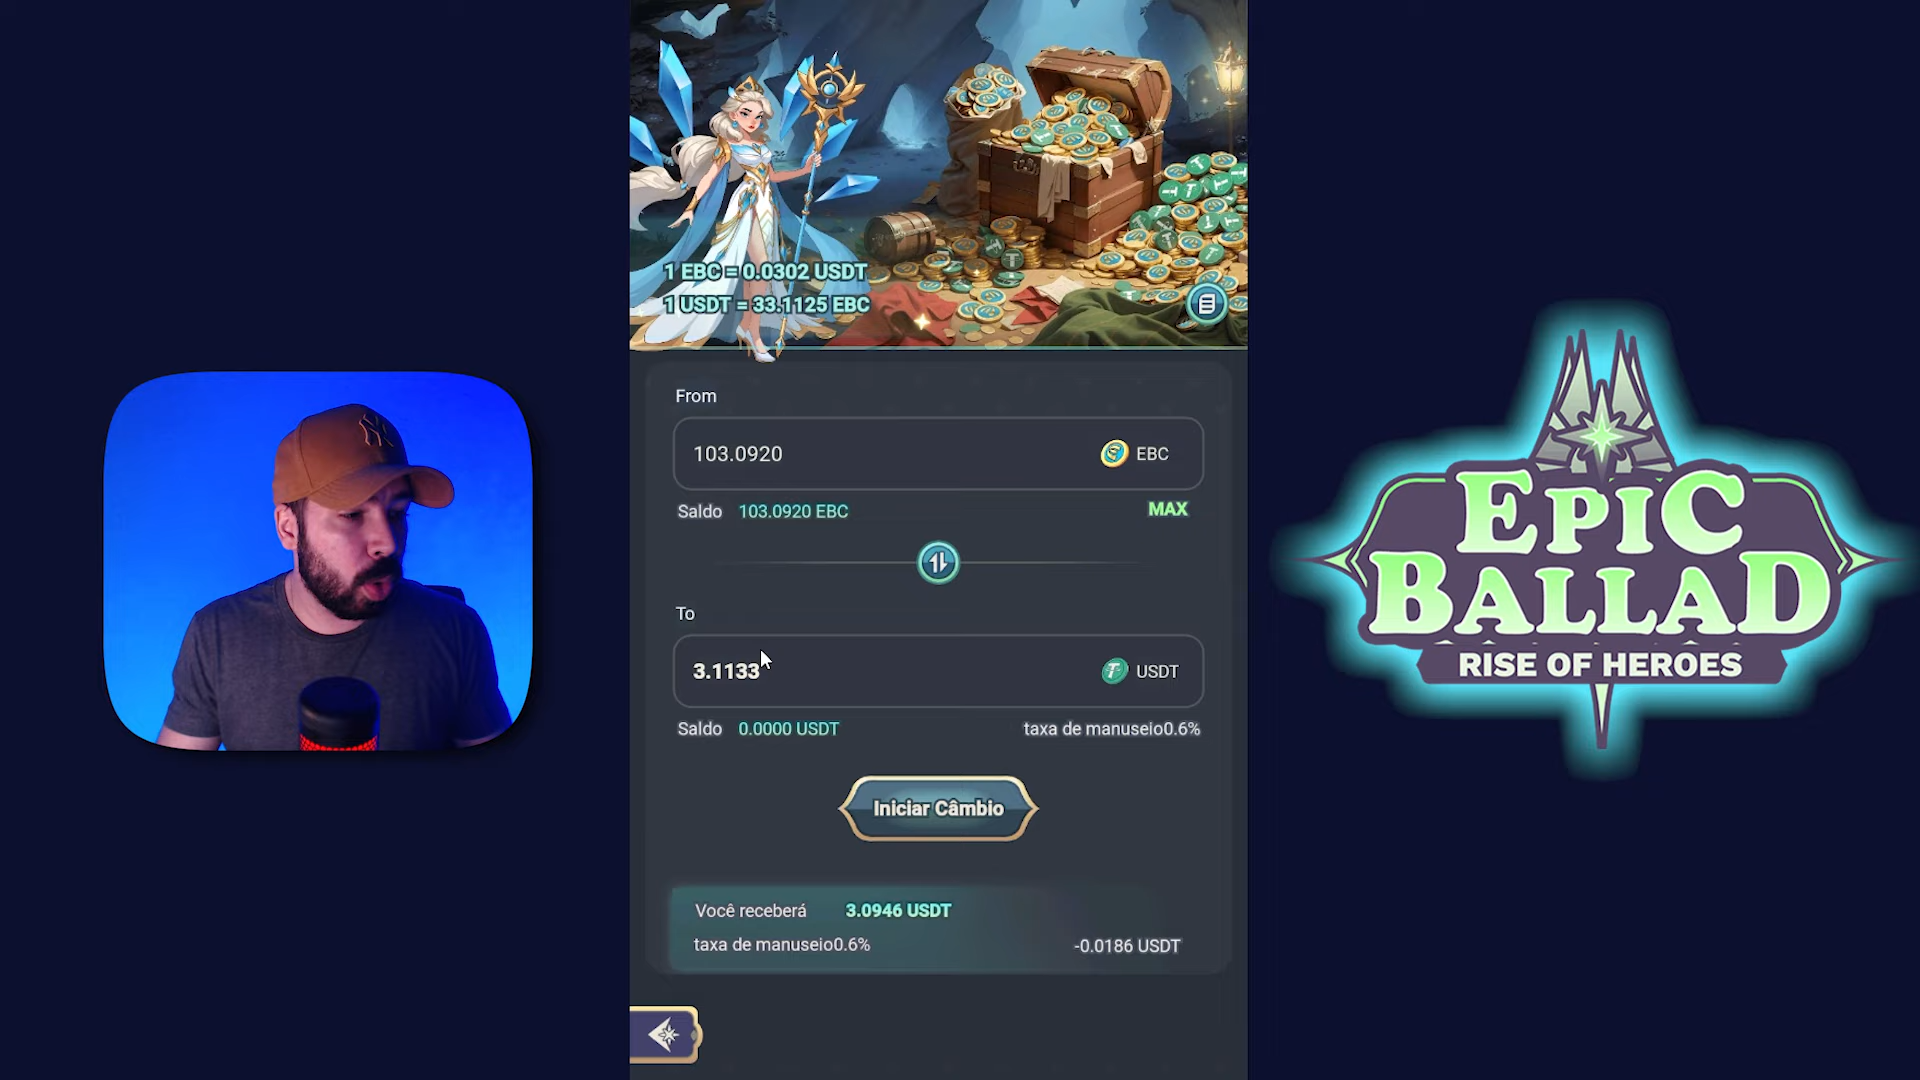 1 EBC = 0.0302 USDT
1 USDT = 33.1125 EBC
From
103.0920
EBC
Saldo 103.0920 EBC
MAX
To
3.1133
USDT
Saldo 0.0000 USDT
taxa de manuseio0.6%
Iniciar Câmbio
Você receberá 3.0946 USDT
taxa de manuseio0.6% -0.0186 USDT
EPIC
BALLAD
RISE OF HEROES